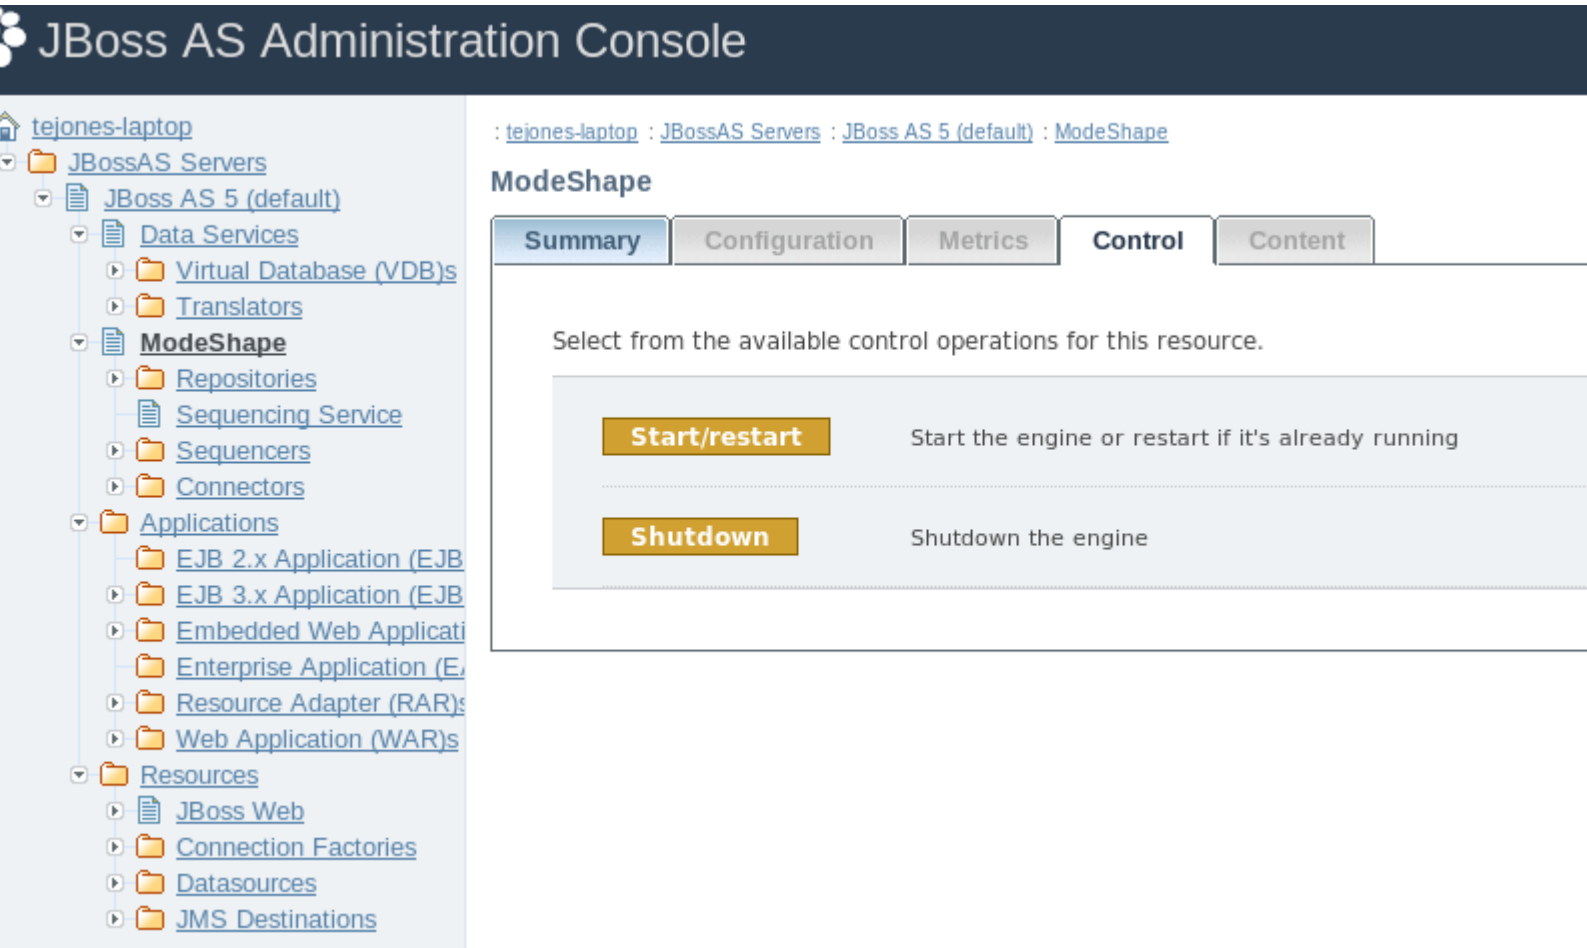 JBoss AS Administration Console
tejones-laptop
JBossAS Servers
JBoss AS 5 (default)
Data Services
Virtual Database (VDB)s
Translators
ModeShape
Repositories
Sequencing Service
Sequencers
Connectors
Applications
EJB 2.x Application (EJB
EJB 3.x Application (EJB
Embedded Web Applicati
Enterprise Application (E
Resource Adapter (RAR)s
Web Application (WAR)s
Resources
JBoss Web
Connection Factories
Datasources
JMS Destinations
: tejones-laptop : JBossAS Servers : JBoss AS 5 (default) : ModeShape
ModeShape
Summary Configuration Metrics Control Content
Select from the available control operations for this resource.
Start/restart Start the engine or restart if it's already running
Shutdown Shutdown the engine